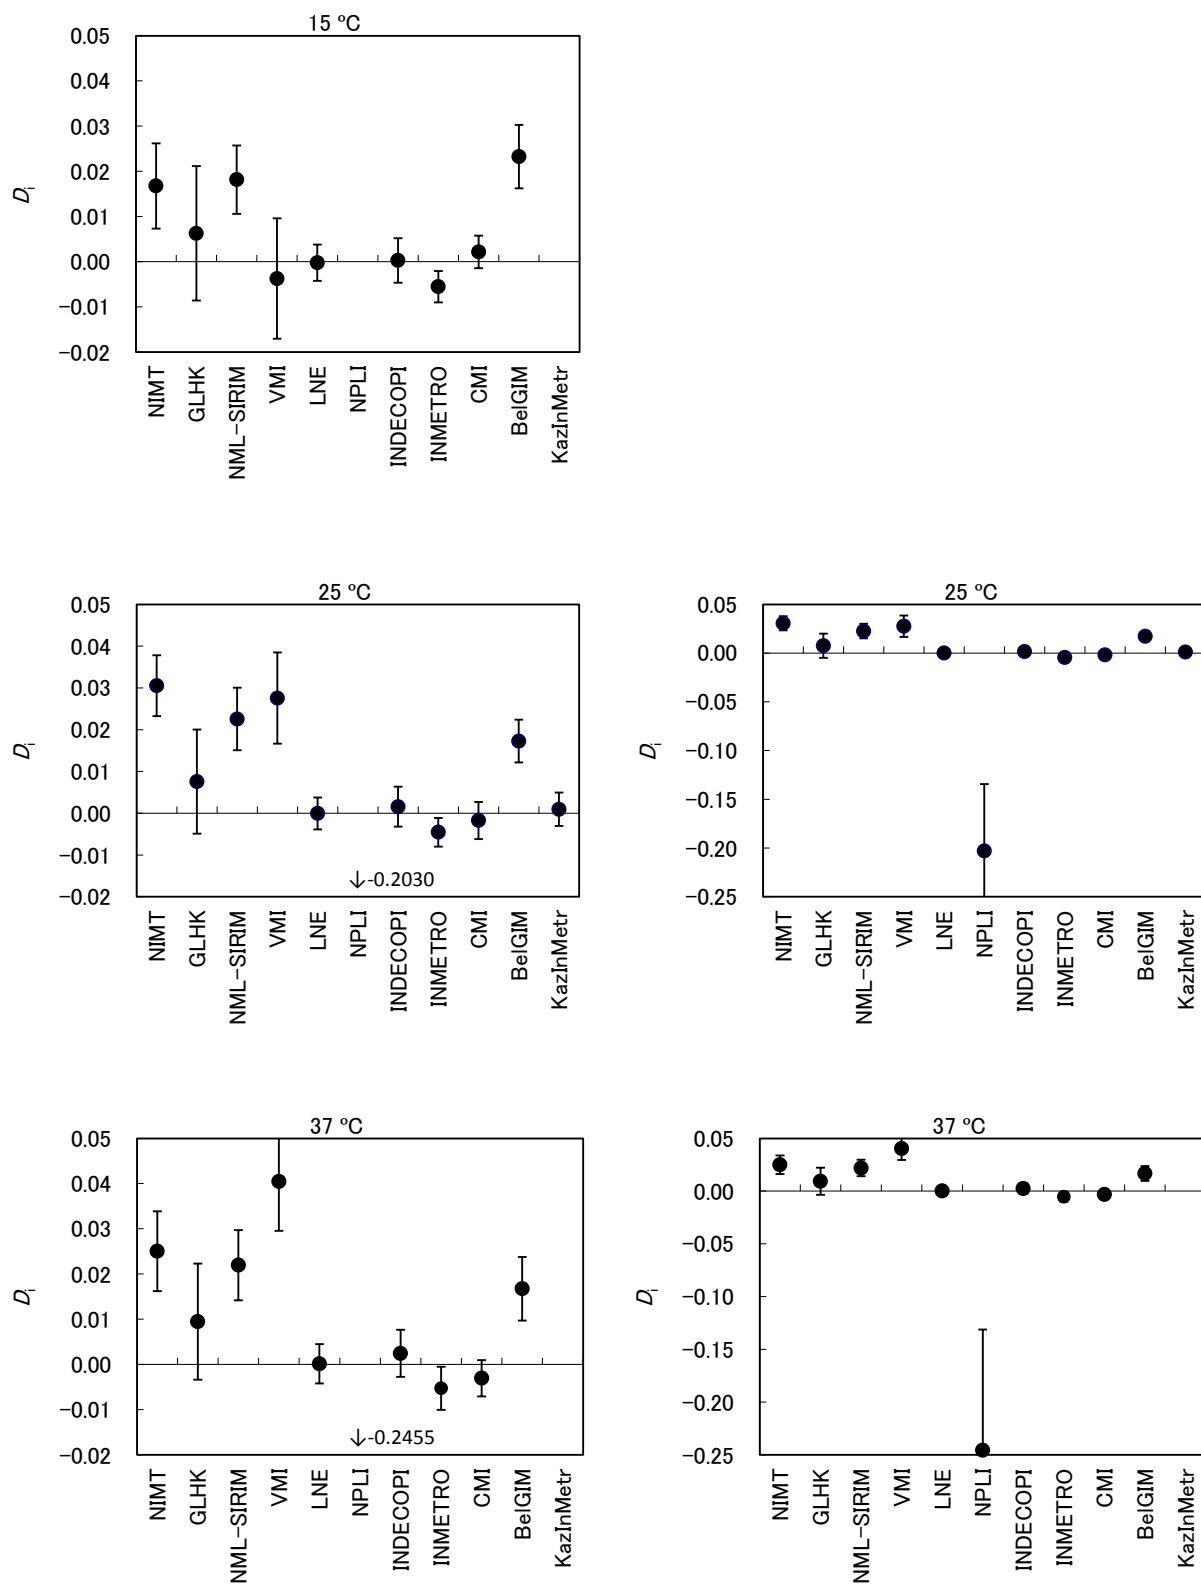 15 ℃
0.05
0.04
0.03
0.02
0.01
0.00
−0.01
−0.02
Di
NIMT
GLHK
NML−SIRIM
VMI
LNE
NPLI
INDECOPI
INMETRO
CMI
BelGIM
KazInMetr
25 ℃
0.05
0.04
0.03
0.02
0.01
0.00
−0.01
−0.02
Di
↓-0.2030
NIMT
GLHK
NML−SIRIM
VMI
LNE
NPLI
INDECOPI
INMETRO
CMI
BelGIM
KazInMetr
25 ℃
0.05
0.00
−0.05
−0.10
−0.15
−0.20
−0.25
Di
NIMT
GLHK
NML−SIRIM
VMI
LNE
NPLI
INDECOPI
INMETRO
CMI
BelGIM
KazInMetr
37 ℃
0.05
0.04
0.03
0.02
0.01
0.00
−0.01
−0.02
Di
↓-0.2455
NIMT
GLHK
NML−SIRIM
VMI
LNE
NPLI
INDECOPI
INMETRO
CMI
BelGIM
KazInMetr
37 ℃
0.05
0.00
−0.05
−0.10
−0.15
−0.20
−0.25
Di
NIMT
GLHK
NML−SIRIM
VMI
LNE
NPLI
INDECOPI
INMETRO
CMI
BelGIM
KazInMetr